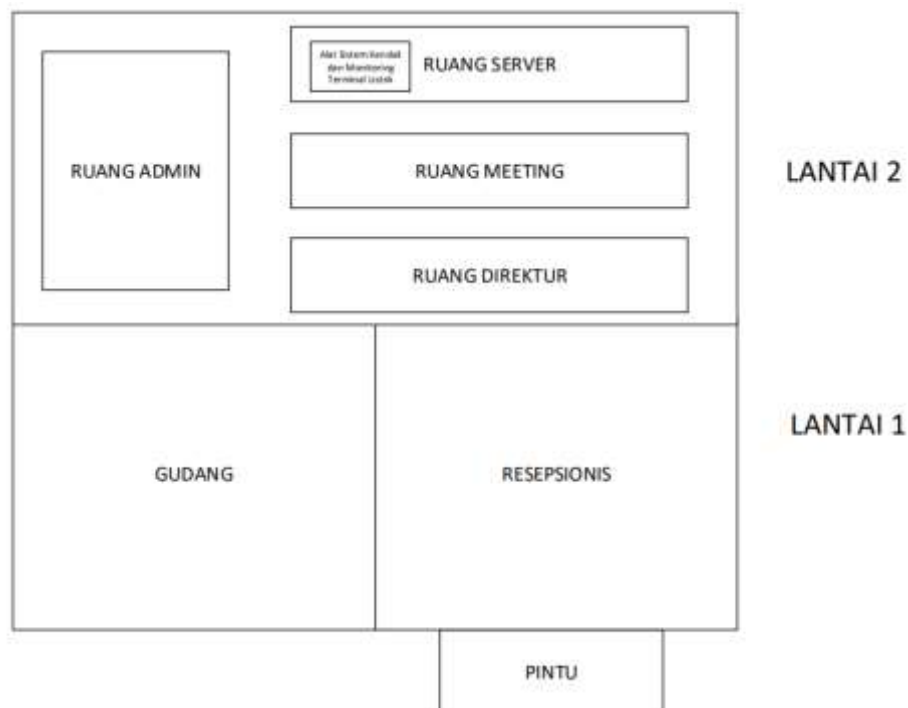 Alat Sistem Kendali
dan Monitoring
Terminal Listrik
RUANG SERVER
RUANG ADMIN
RUANG MEETING
LANTAI 2
RUANG DIREKTUR
LANTAI 1
GUDANG
RESEPSIONIS
PINTU